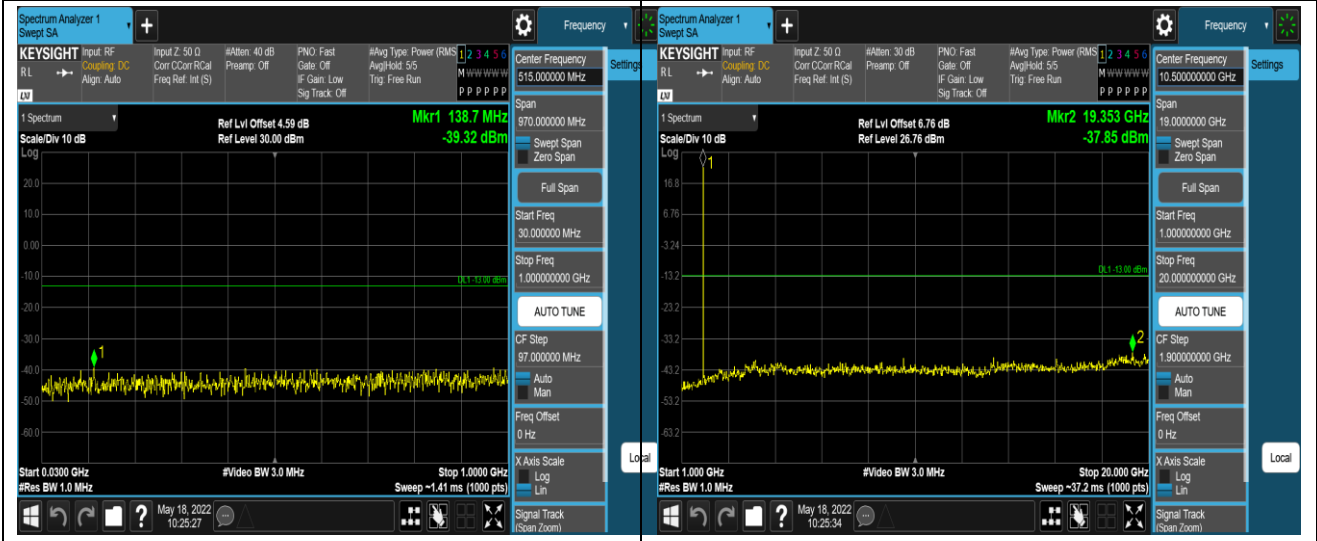 Spectrum Analyzer 1
Swept SA
+
Frequency
KEYSIGHT
RL
LXI
Input: RF
Coupling: DC
Align: Auto
Input Z: 50 Ω
Corr CCorr RCal
Freq Ref: Int (S)
#Atten: 40 dB
Preamp: Off
PNO: Fast
Gate: Off
IF Gain: Low
Sig Track: Off
#Avg Type: Power (RMS
Avg|Hold: 5/5
Trig: Free Run
1 2 3 4 5 6
M W W W W W
P P P P P P
1 Spectrum
Scale/Div 10 dB
Log
Ref Lvl Offset 4.59 dB
Ref Level 30.00 dBm
Mkr1 138.7 MHz
-39.32 dBm
20.0
10.0
0.00
-10.0
DL1 -13.00 dBm
-20.0
-30.0
1
-40.0
-50.0
-60.0
Start 0.0300 GHz
#Res BW 1.0 MHz
#Video BW 3.0 MHz
Stop 1.0000 GHz
Sweep ~1.41 ms (1000 pts)
?
May 18, 2022
10:25:27
Center Frequency
515.000000 MHz
Span
970.000000 MHz
Swept Span
Zero Span
Full Span
Start Freq
30.000000 MHz
Stop Freq
1.000000000 GHz
AUTO TUNE
CF Step
97.000000 MHz
Auto
Man
Freq Offset
0 Hz
X Axis Scale
Log
Lin
Signal Track
(Span Zoom)
Settings
Local
Spectrum Analyzer 1
Swept SA
+
Frequency
KEYSIGHT
RL
LXI
Input: RF
Coupling: DC
Align: Auto
Input Z: 50 Ω
Corr CCorr RCal
Freq Ref: Int (S)
#Atten: 30 dB
Preamp: Off
PNO: Fast
Gate: Off
IF Gain: Low
Sig Track: Off
#Avg Type: Power (RMS
Avg|Hold: 5/5
Trig: Free Run
1 2 3 4 5 6
M W W W W W
P P P P P P
1 Spectrum
Scale/Div 10 dB
Log
Ref Lvl Offset 6.76 dB
Ref Level 26.76 dBm
Mkr2 19.353 GHz
-37.85 dBm
1
16.8
6.76
-3.24
-13.2
DL1 -13.00 dBm
-23.2
-33.2
2
-43.2
-53.2
-63.2
Start 1.000 GHz
#Res BW 1.0 MHz
#Video BW 3.0 MHz
Stop 20.000 GHz
Sweep ~37.2 ms (1000 pts)
?
May 18, 2022
10:25:34
Center Frequency
10.500000000 GHz
Span
19.0000000 GHz
Swept Span
Zero Span
Full Span
Start Freq
1.000000000 GHz
Stop Freq
20.000000000 GHz
AUTO TUNE
CF Step
1.900000000 GHz
Auto
Man
Freq Offset
0 Hz
X Axis Scale
Log
Lin
Signal Track
(Span Zoom)
Settings
Local